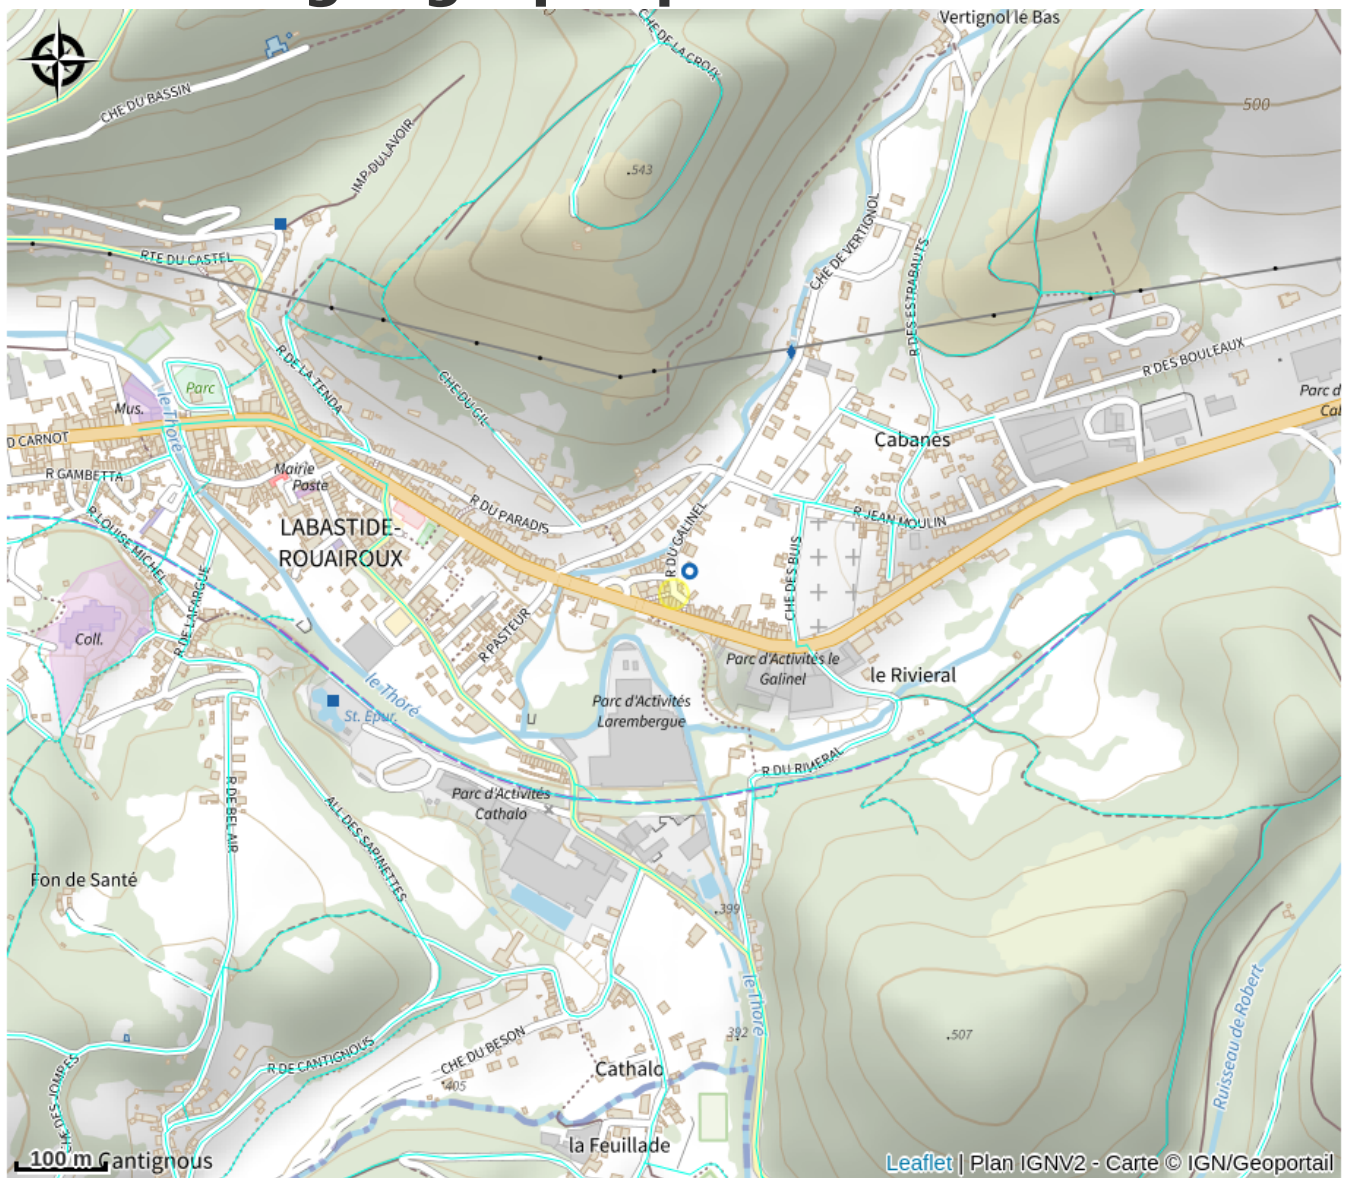 Vertignol le Bas
CHE DE LA CROIX
CHE DU BASSIN
500
IMP DU LAVOIR
.543
CHE DE VERTIGNOL
RTE DU CASTEL
R DES ESTRABAUTS
R DE LA TENDA
R DES BOULEAUX
Parc
CHE DU GIL
Parc d
Cal
Mus.
le Thoré
D CARNOT
Cabanes
R GAMBETTA
Mairie
Poste
R DU PARADIS
R JEAN MOULIN
LABASTIDE-
ROUAIROUX
R LOUISE MICHEL
R DU GALINEL
CHE DES BUIS
R DE LAFARGUE
R PASTEUR
Coll.
Parc d'Activités le
Galinel
le Rivieral
le Thoré
St. Epur.
Parc d'Activités
Larembergue
R DU RIVIERAL
R DE BEL AIR
ALL DES SAPINETTES
Parc d'Activités
Cathalo
Fon de Santé
.399
le Thoré
Ruisseau de Robert
392
.507
R DE CANTIGNOUS
CHE DU BESON
Cathalo
405
CHE DES JOMPES
la Feuillade
100 m
Cantignous
Leaflet | Plan IGNV2 - Carte © IGN/Geoportail